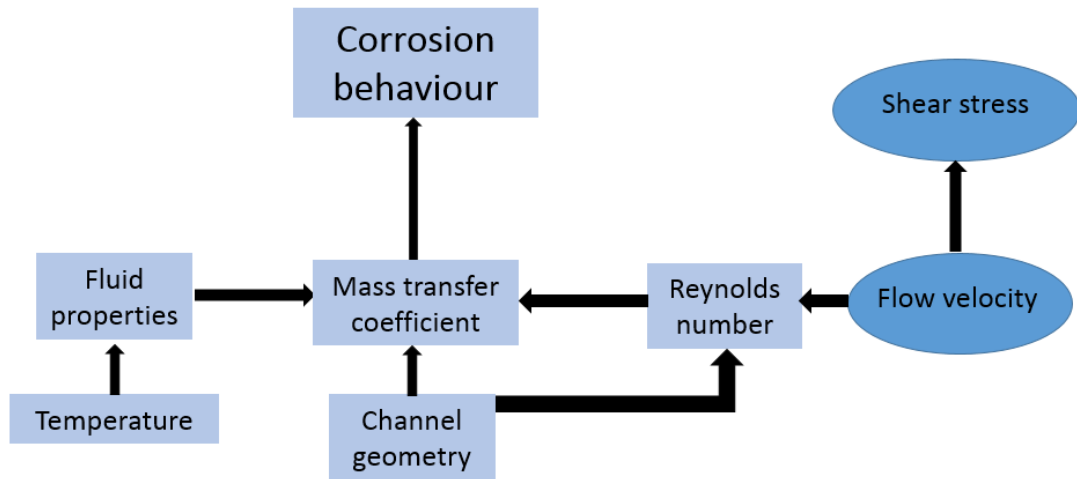 Corrosion
behaviour
Shear stress
Fluid
properties
Mass transfer
coefficient
Reynolds
number
Flow velocity
Temperature
Channel
geometry